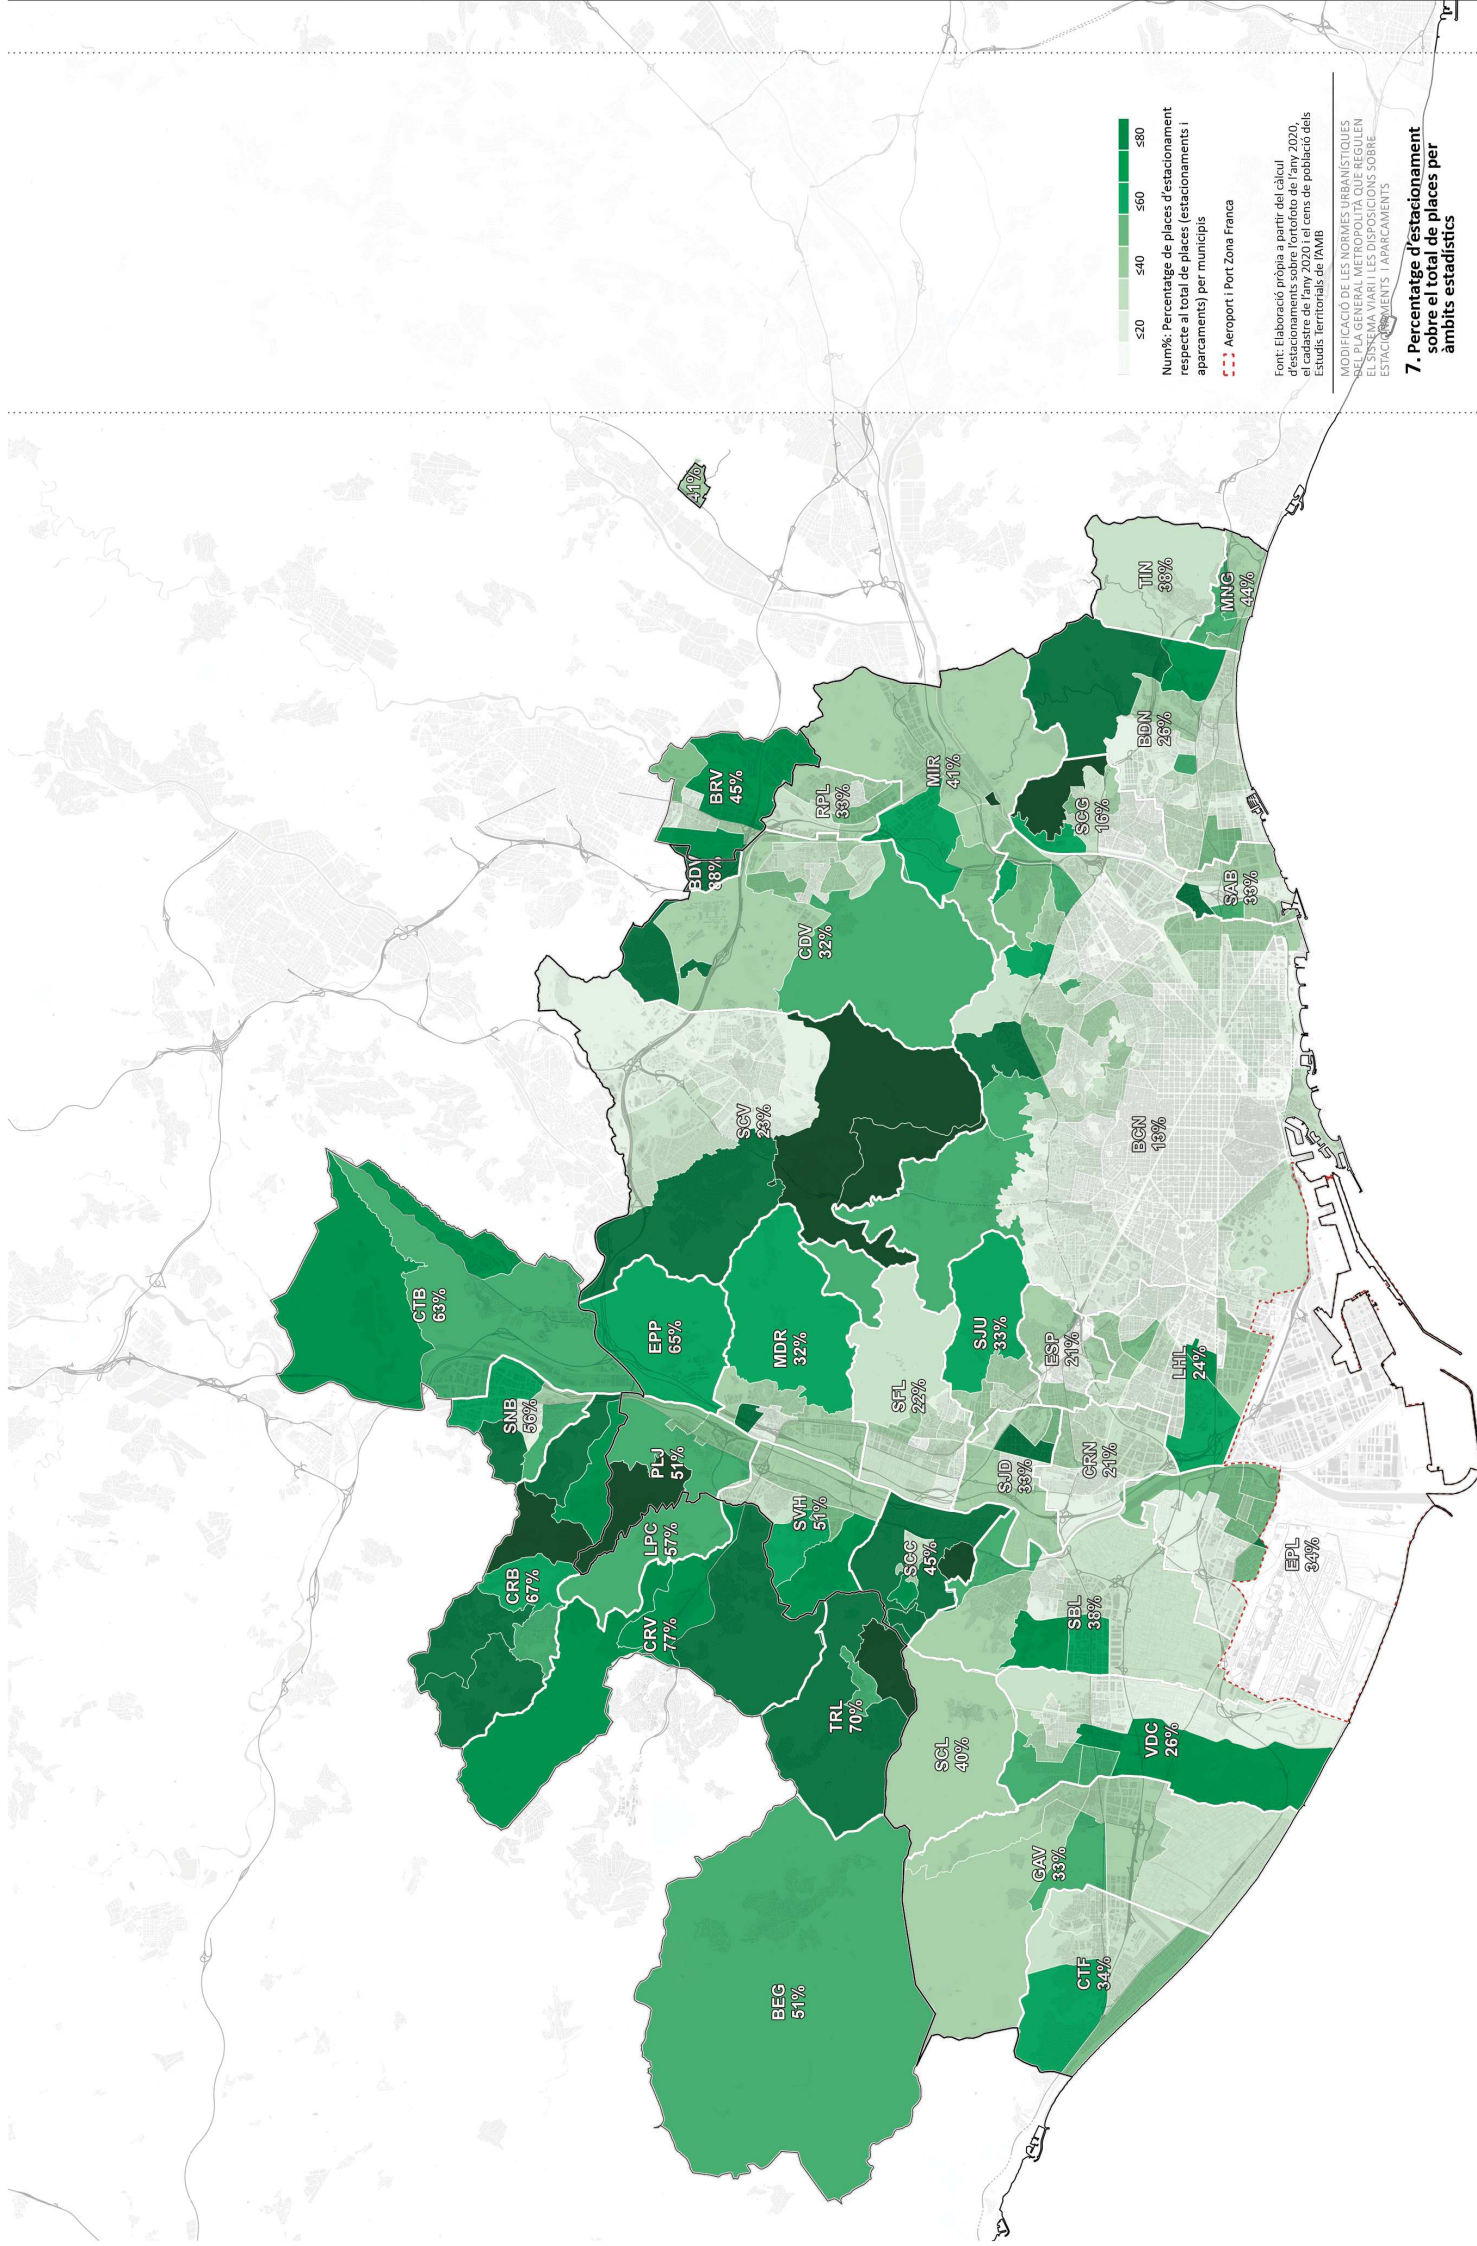 CTB
63%
CRB
67%
SNB
56%
EPP
65%
PLJ
51%
LPC
57%
CRV
77%
41%
BDV
88%
BRV
45%
SCV
23%
MDR
32%
BEG
51%
SVH
51%
CDV
32%
RPL
33%
TRL
70%
SFL
22%
SCC
45%
MIR
41%
SCL
40%
SJU
33%
SJD
33%
GAV
33%
ESP
21%
SBL
38%
CTF
34%
SCG
16%
CRN
21%
BCN
13%
BDN
26%
TIN
38%
VDC
26%
LHL
24%
MNG
44%
SAB
33%
EPL
34%
≤20 ≤40 ≤60 ≤80
Num%: Percentatge de places d'estacionament
respecte al total de places (estacionaments i
aparcaments) per municipis
Aeroport i Port Zona Franca
Font: Elaboració pròpia a partir del càlcul
d'estacionaments sobre l'ortofoto de l'any 2020,
el cadastre de l'any 2020 i el cens de població dels
Estudis Territorials de l'AMB
MODIFICACIÓ DE LES NORMES URBANÍSTIQUES
DEL PLA GENERAL METROPOLITÀ QUE REGULEN
EL SISTEMA VIARI I LES DISPOSICIONS SOBRE
ESTACIONAMENTS I APARCAMENTS
7. Percentatge d'estacionament
sobre el total de places per
àmbits estadístics